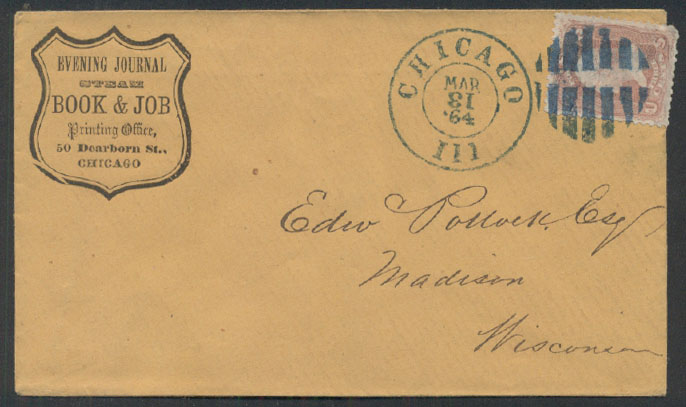 EVENING JOURNAL
STEAM
BOOK & JOB
Printing Office,
50 Dearborn St.,
CHICAGO
CHICAGO
MAR
31
'64
Ill
Edw Pollock, Esq
Madison
Wisconsin